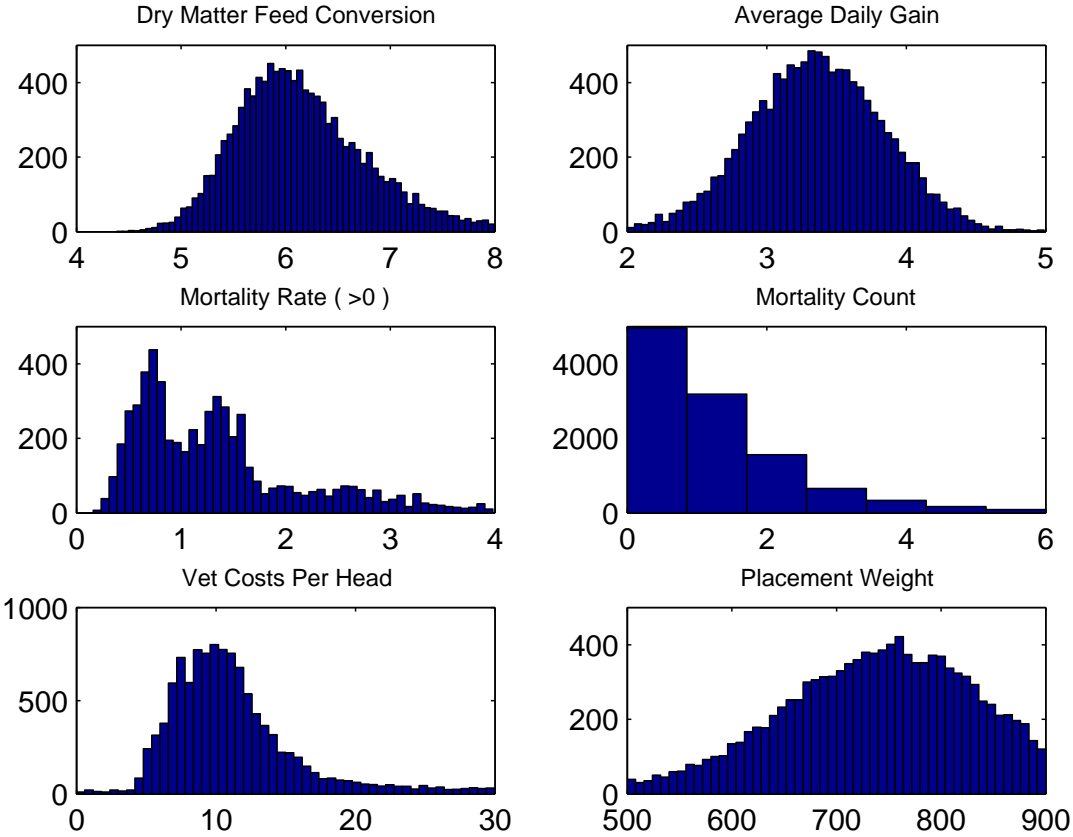 Dry Matter Feed Conversion
400
200
0
4 5 6 7 8
Average Daily Gain
400
200
0
2 3 4 5
Mortality Rate ( >0 )
400
200
0
0 1 2 3 4
Mortality Count
4000
2000
0
0 2 4 6
Vet Costs Per Head
1000
500
0
0 10 20 30
Placement Weight
400
200
0
500 600 700 800 900